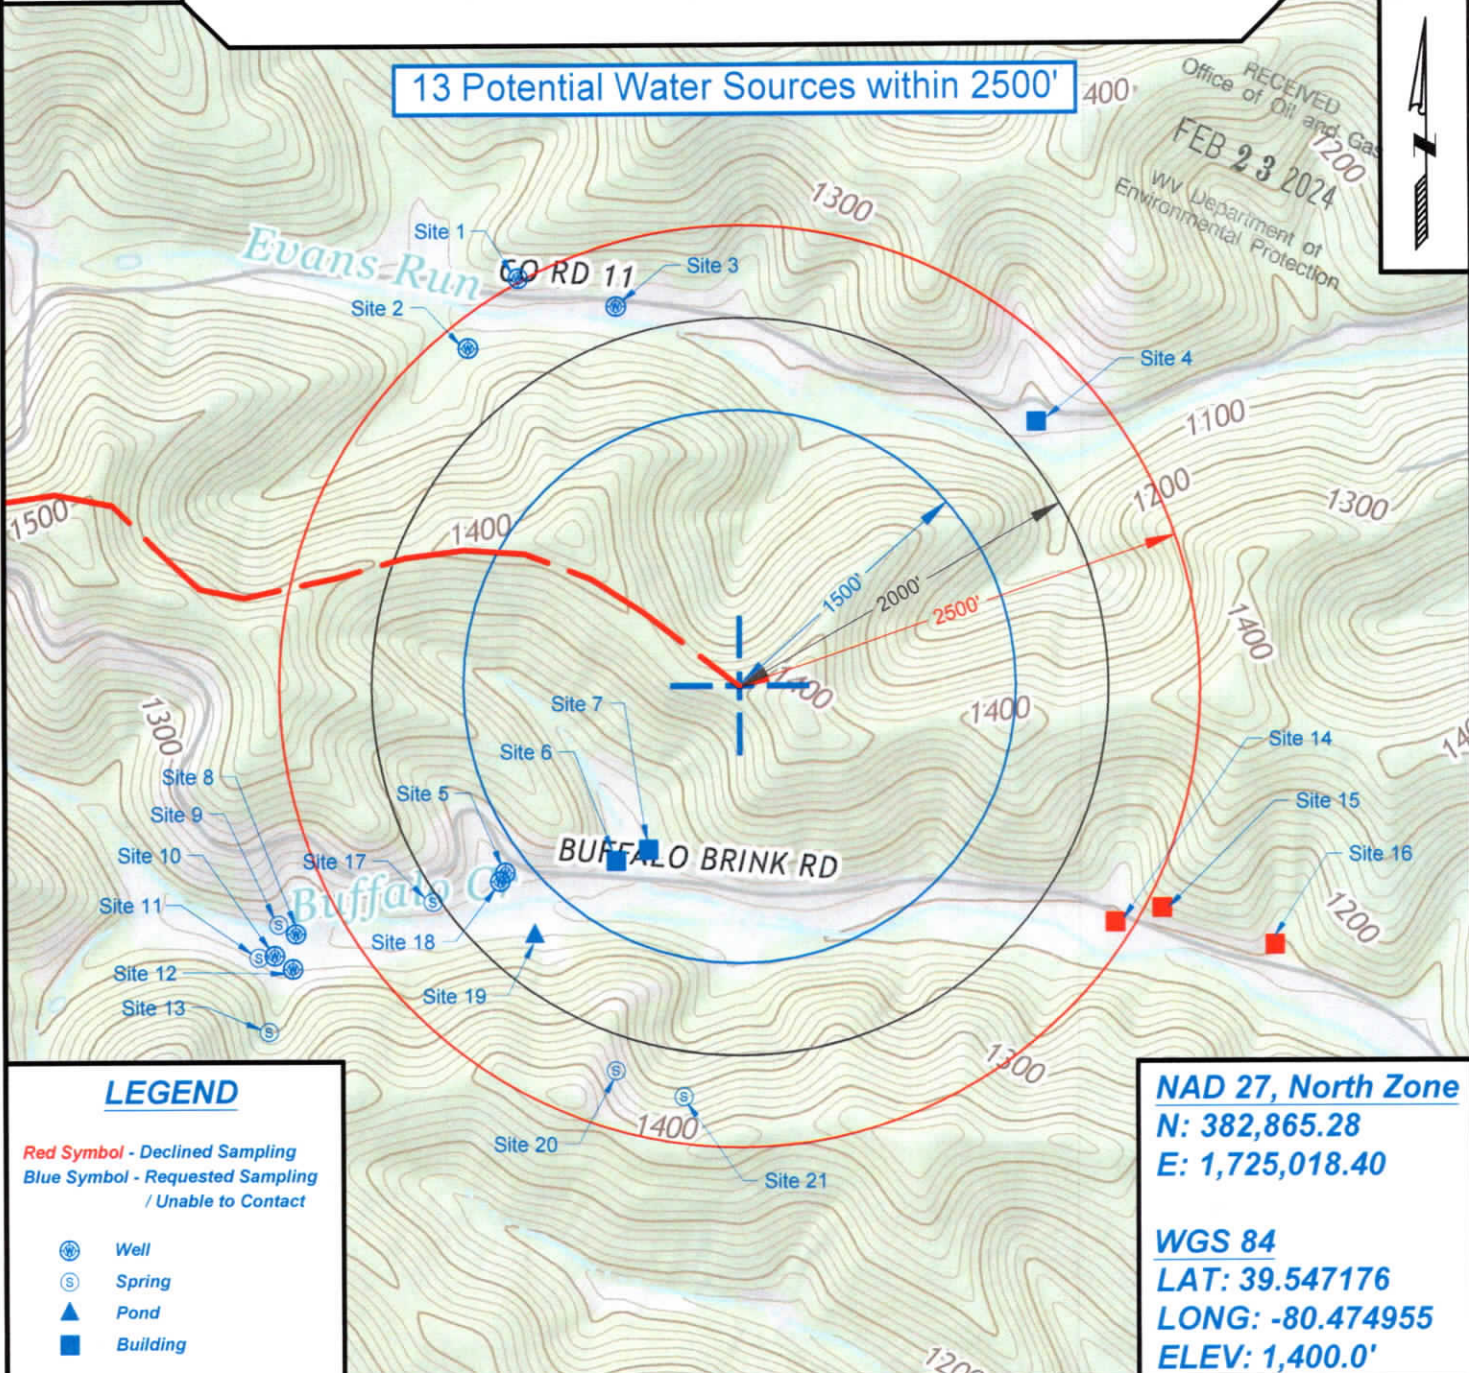 13 Potential Water Sources within 2500'
RECEIVED
Office of Oil and Gas
FEB 23 2024
WV Department of
Environmental Protection
400
1200
1300
Evans Run
CO RD 11
Site 1
Site 2
Site 3
Site 4
1100
1200
1300
1500
1400
1500'
2000'
2500'
1400
1400
1400
1300
Site 7
Site 6
Site 5
Site 8
Site 9
Site 10
Site 11
Site 12
Site 13
Site 14
Site 15
Site 16
Site 17
Site 18
Site 19
BUFFALO BRINK RD
Buffalo
1200
1300
1400
Site 20
Site 21
LEGEND
Red Symbol - Declined Sampling
Blue Symbol - Requested Sampling
/ Unable to Contact
W Well
S Spring
Pond
Building
NAD 27, North Zone
N: 382,865.28
E: 1,725,018.40
WGS 84
LAT: 39.547176
LONG: -80.474955
ELEV: 1,400.0'